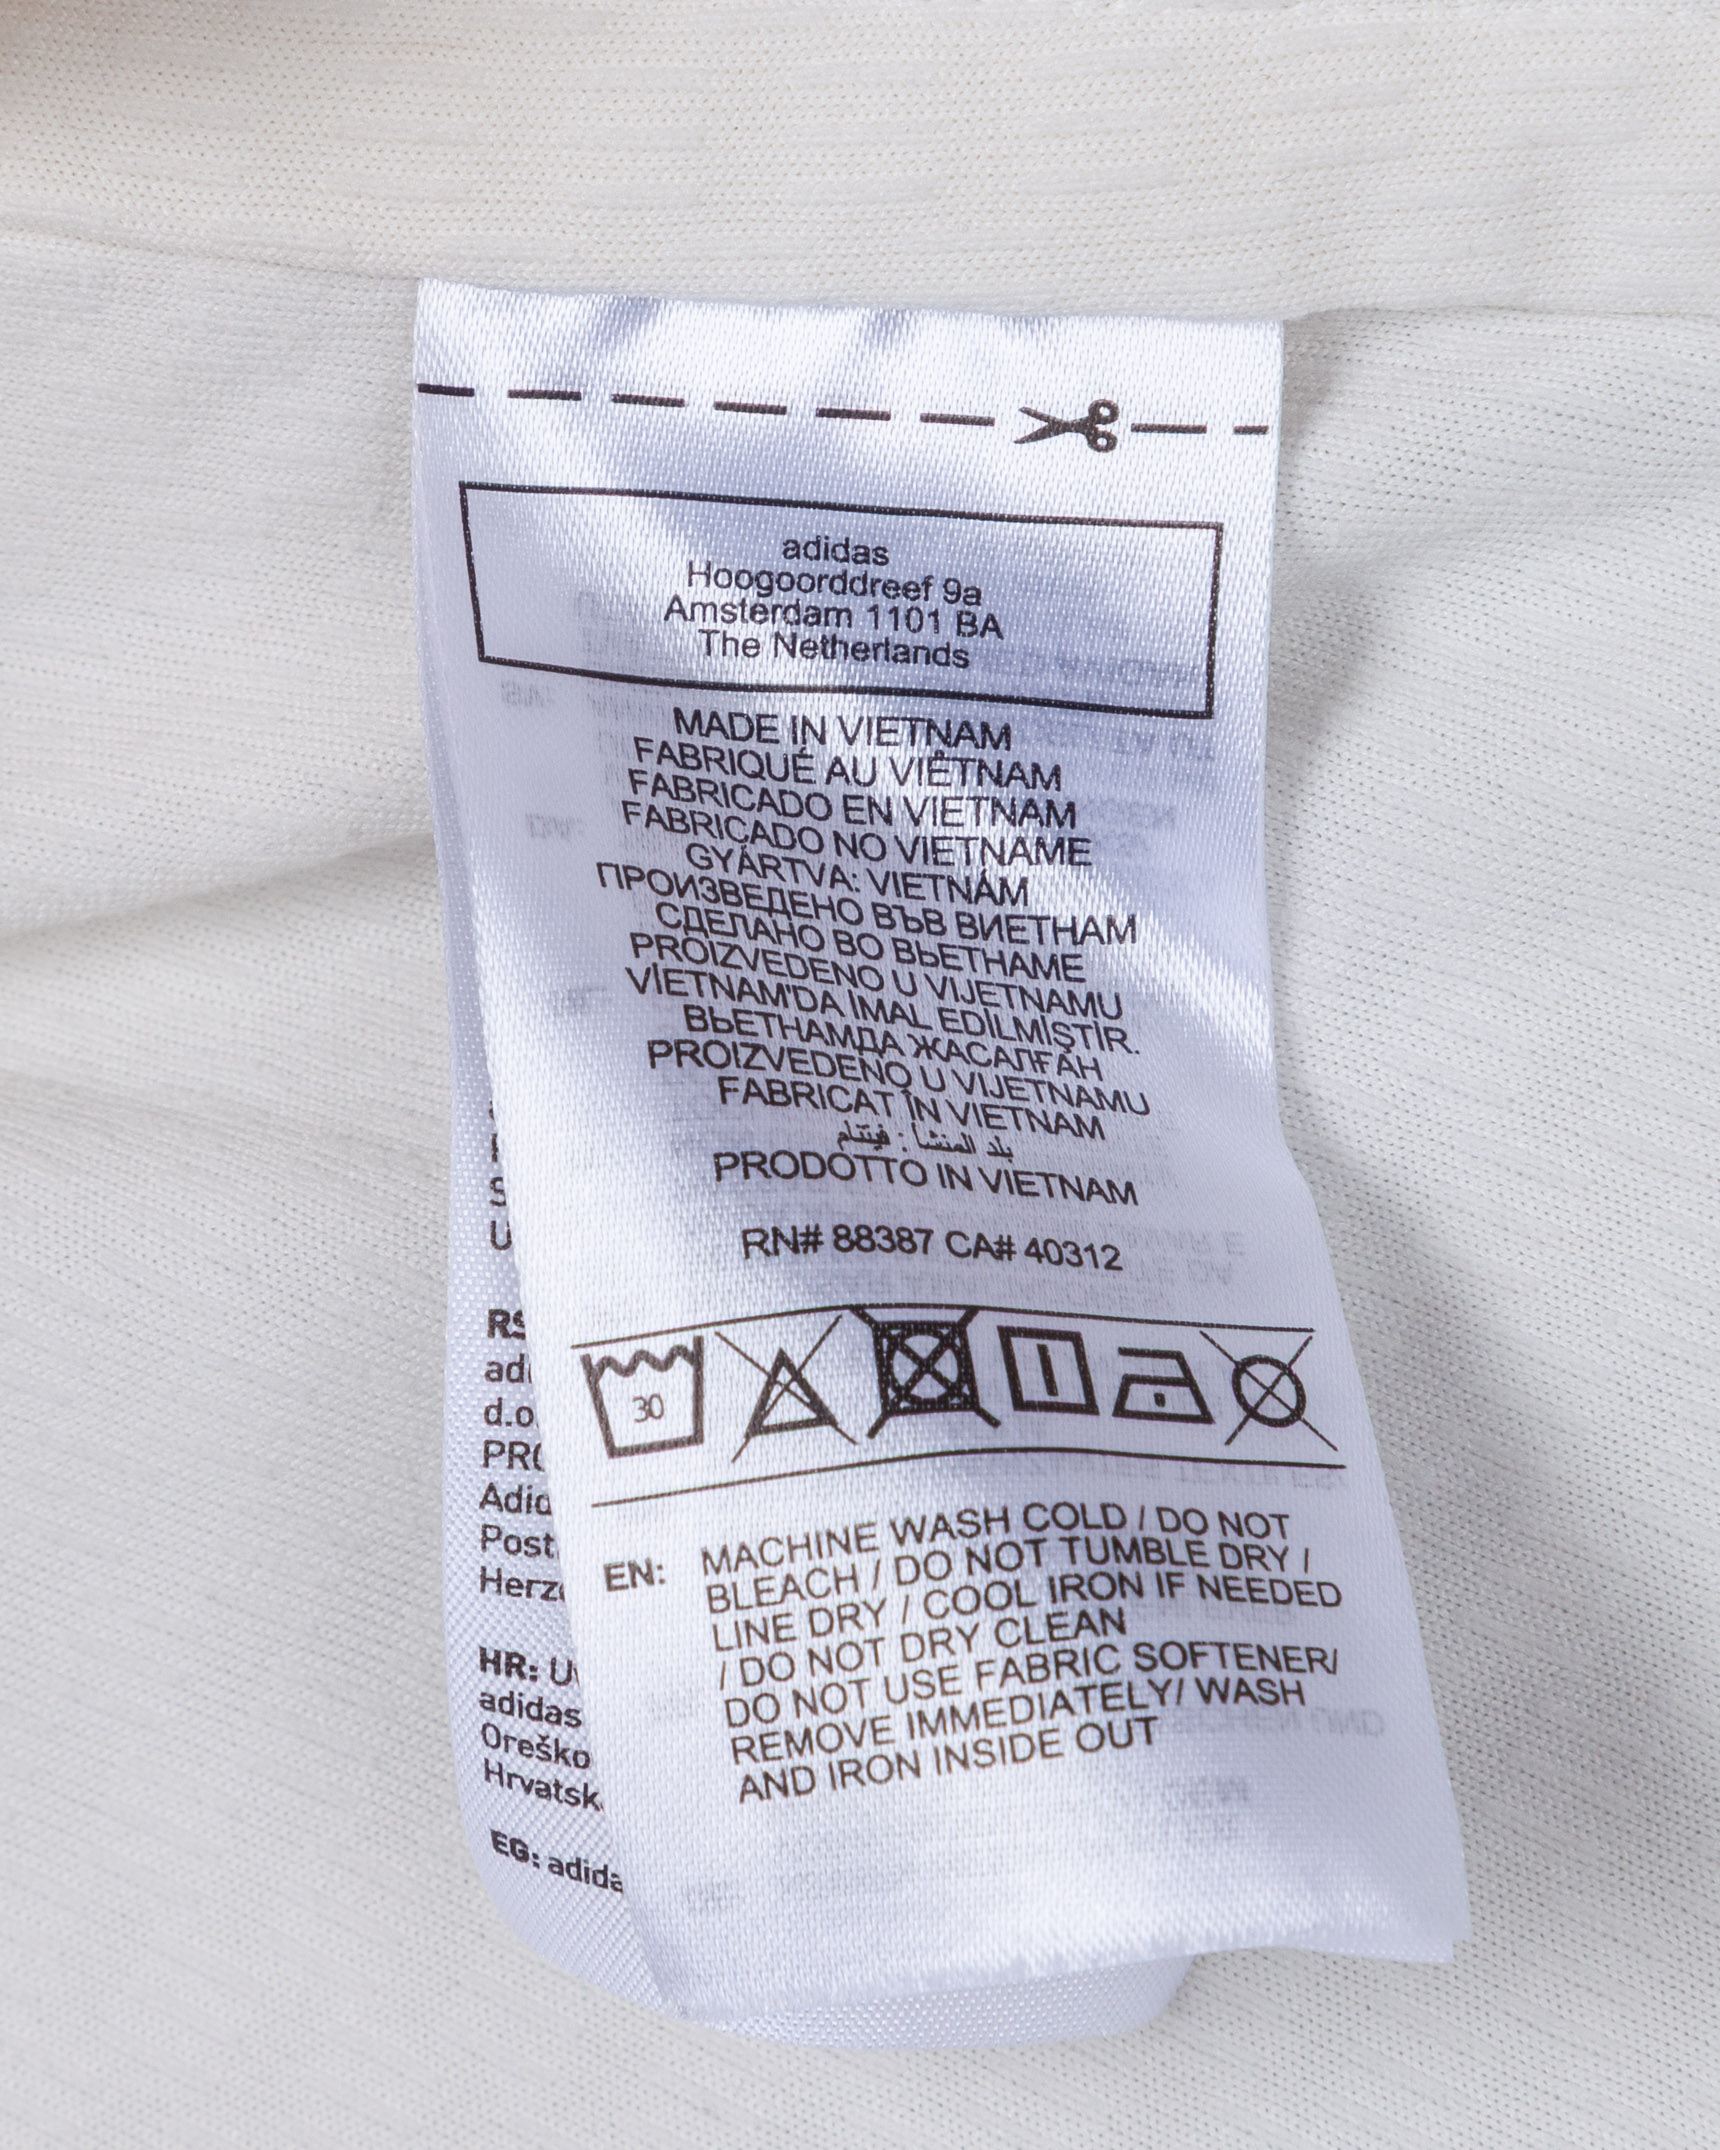 adidas
Hoogoorddreef 9a
Amsterdam 1101 BA
The Netherlands
MADE IN VIETNAM
FABRIQUÉ AU VIÊTNAM
FABRICADO EN VIETNAM
FABRICADO NO VIETNAME
GYÁRTVA: VIETNÁM
ПРОИЗВЕДЕНО ВЪВ ВИЕТНАМ
СДЕЛАНО ВО ВЬЕТНАМЕ
PROIZVEDENO U VIJETNAMU
VİETNAM'DA İMAL EDİLMİŞTİR.
ВЬЕТНАМДА ЖАСАЛҒАН
PROIZVEDENO U VIJETNAMU
FABRICAT ÎN VIETNAM
بلد المنشأ : فيتنام
PRODOTTO IN VIETNAM
RN# 88387 CA# 40312
30
EN: MACHINE WASH COLD / DO NOT
BLEACH / DO NOT TUMBLE DRY /
LINE DRY / COOL IRON IF NEEDED
/ DO NOT DRY CLEAN
DO NOT USE FABRIC SOFTENER/
REMOVE IMMEDIATELY/ WASH
AND IRON INSIDE OUT
d.o.
Post
HR:
adidas
Oreško
EG: